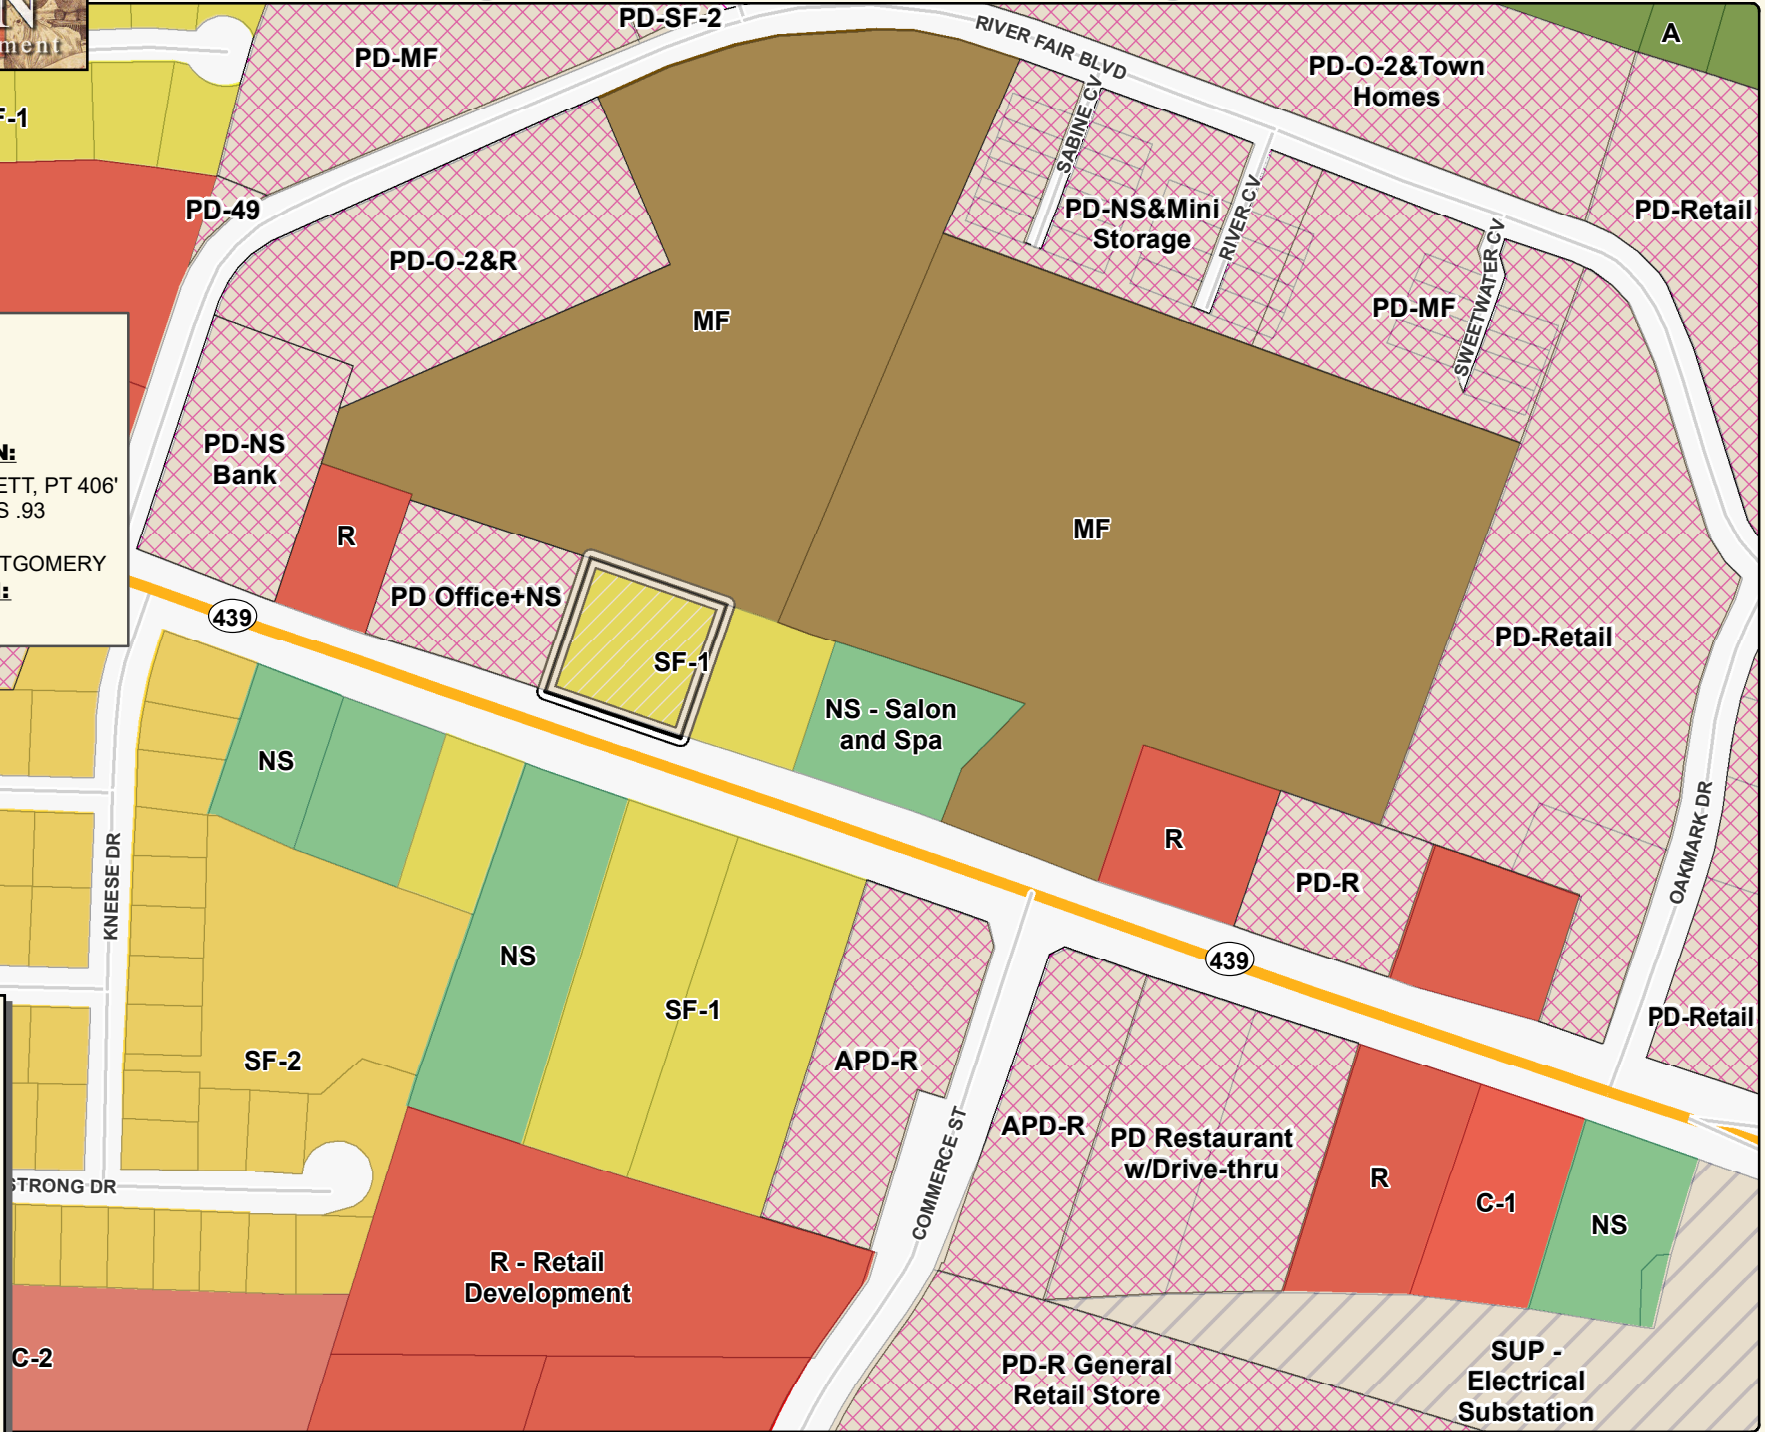 N
ment
PD-SF-2
RIVER FAIR BLVD
A
PD-MF
PD-O-2&Town
Homes
F-1
SABINE CV
PD-49
PD-NS&Mini
Storage
RIVER CV
PD-Retail
PD-O-2&R
SWEETWATER CV
PD-MF
MF
PD-NS
Bank
N:
ETT, PT 406'
S .93
TGOMERY
R
MF
PD Office+NS
439
SF-1
PD-Retail
NS - Salon
and Spa
NS
R
PD-R
OAKMARK DR
KNEESE DR
NS
439
SF-1
PD-Retail
SF-2
APD-R
APD-R
PD Restaurant
w/Drive-thru
COMMERCE ST
R
C-1
NS
STRONG DR
R - Retail
Development
C-2
PD-R General
Retail Store
SUP -
Electrical
Substation